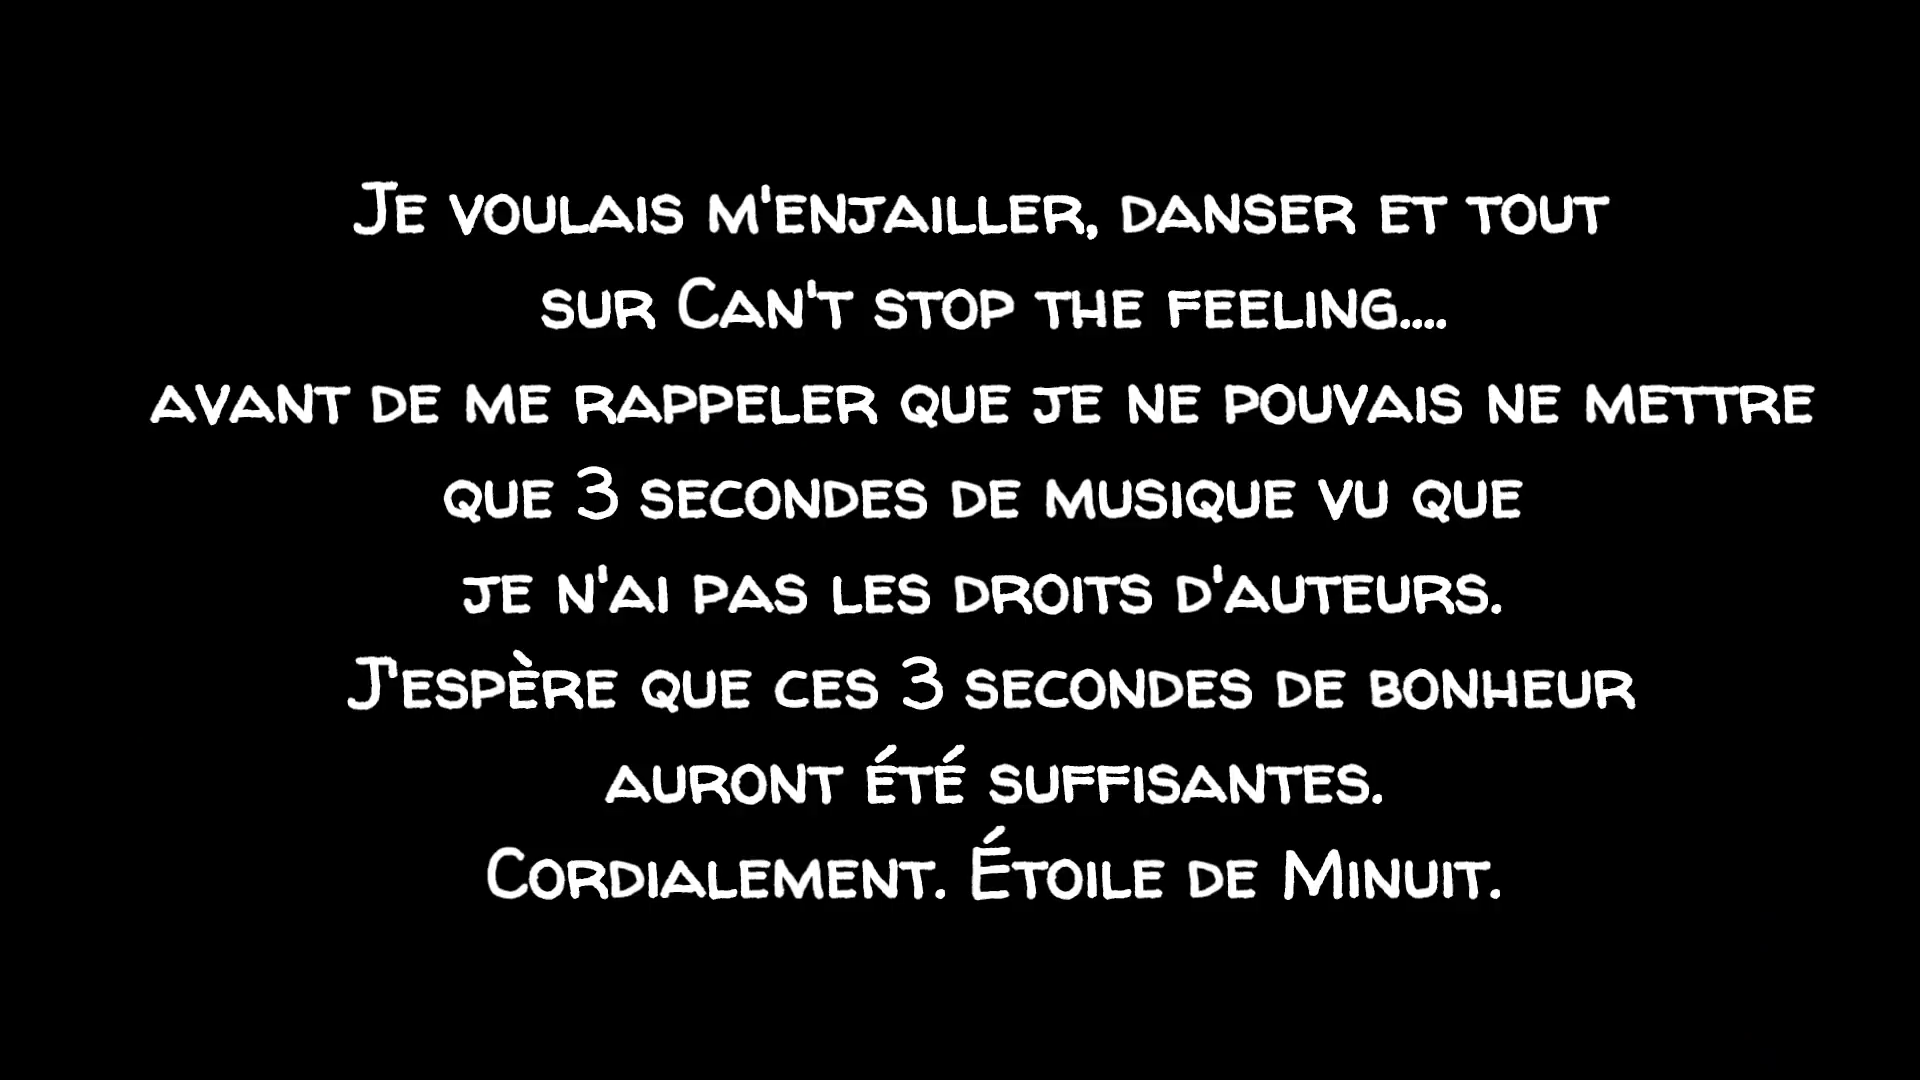 Je voulais m'enjailler, danser et tout
sur Can't stop the feeling....
avant de me rappeler que je ne pouvais ne mettre
que 3 secondes de musique vu que
je n'ai pas les droits d'auteurs.
J'espère que ces 3 secondes de bonheur
auront été suffisantes.
Cordialement. Étoile de Minuit.